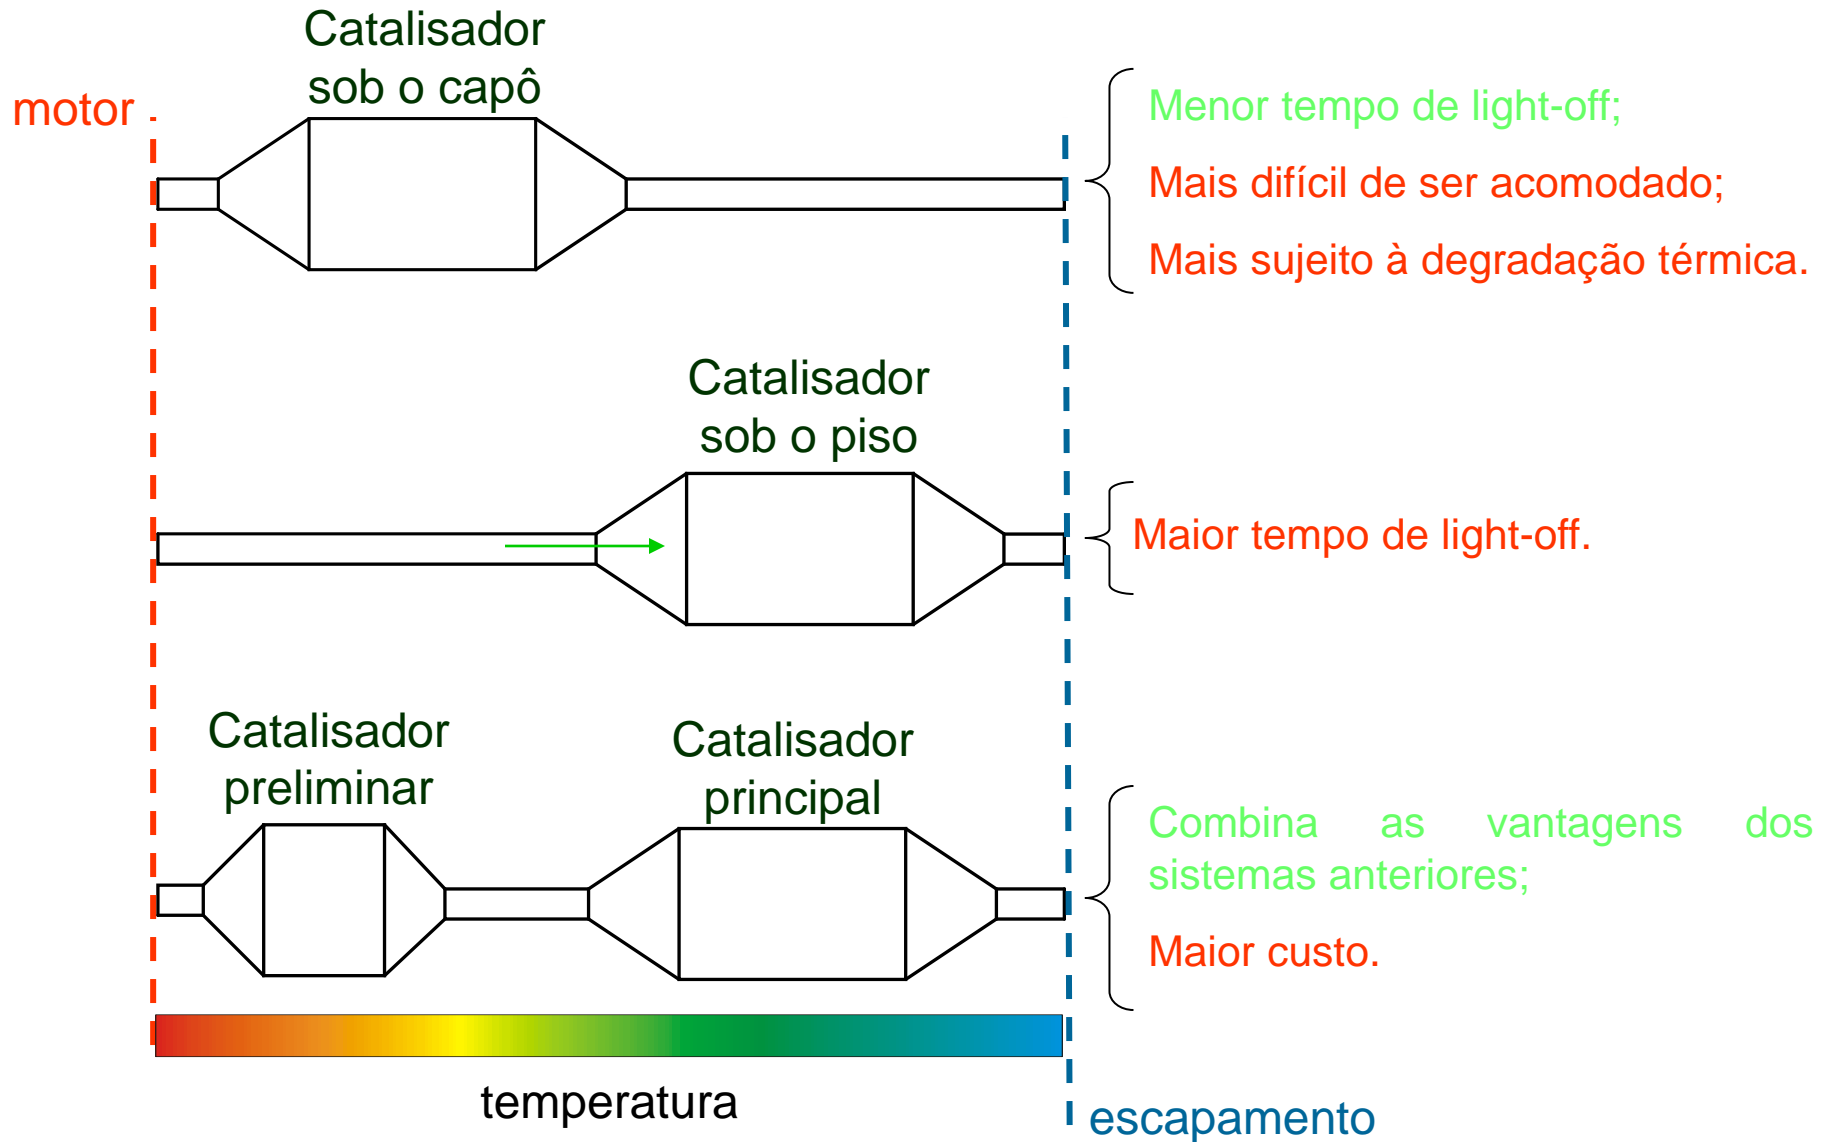 Catalisador
sob o capô
motor
Menor tempo de light-off;
Mais difícil de ser acomodado;
Mais sujeito à degradação térmica.
Catalisador
sob o piso
Maior tempo de light-off.
Catalisador
preliminar
Catalisador
principal
Combina as vantagens dos
sistemas anteriores;
Maior custo.
temperatura
escapamento